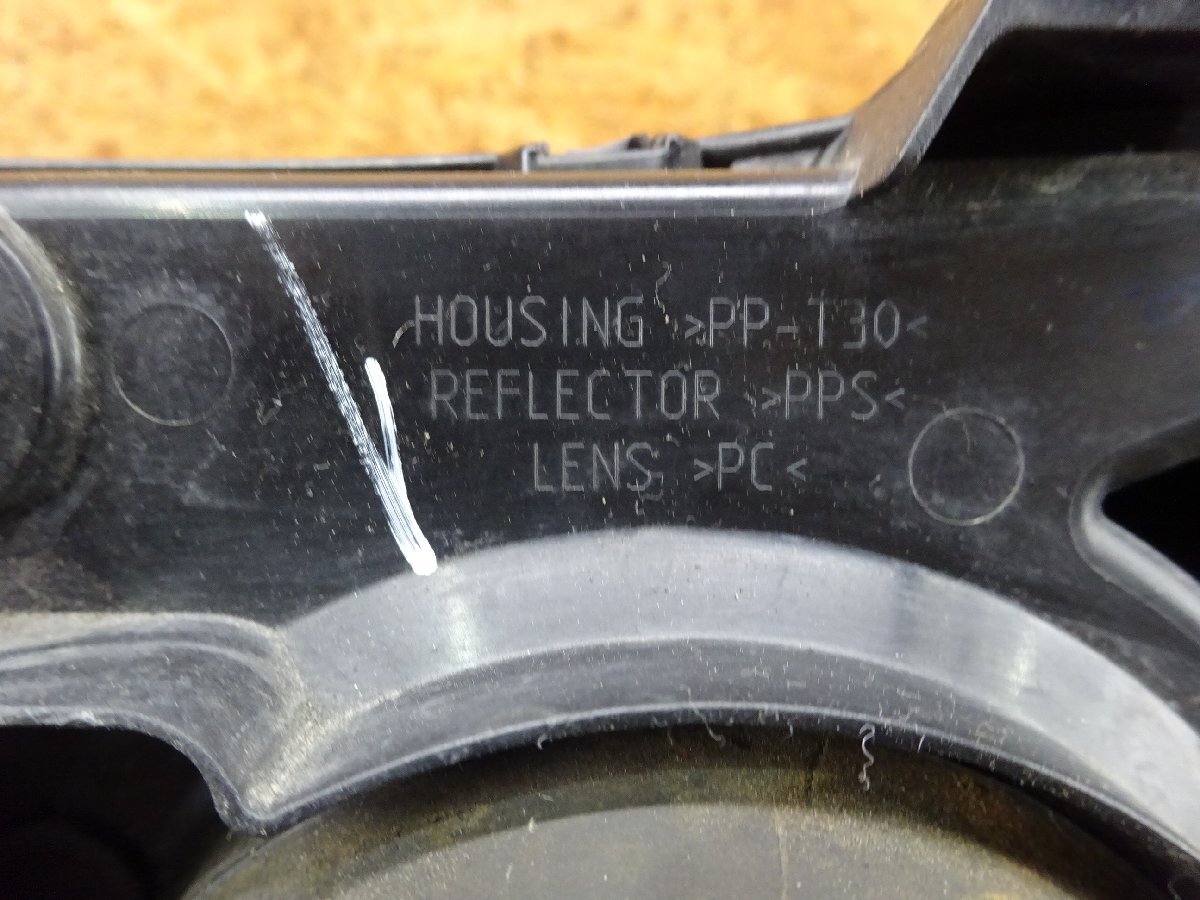 HOUSING >PP-T30<
REFLECTOR >PPS<
LENS >PC<